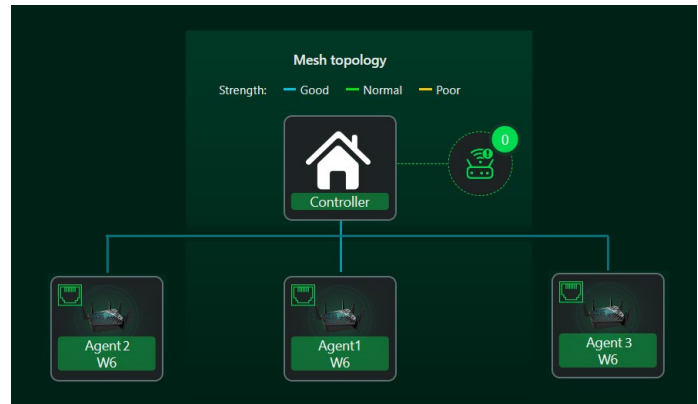 Mesh topology
Strength: Good Normal Poor
0
Controller
Agent 2
W6
Agent1
W6
Agent 3
W6